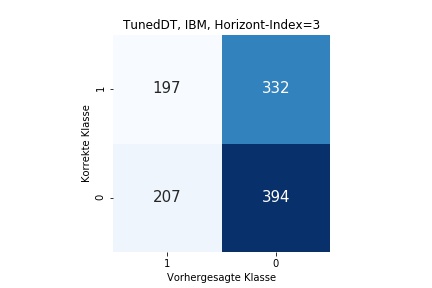 TunedDT, IBM, Horizont-Index=3
197 332
207 394
1
0
Korrekte Klasse
1 0
Vorhergesagte Klasse